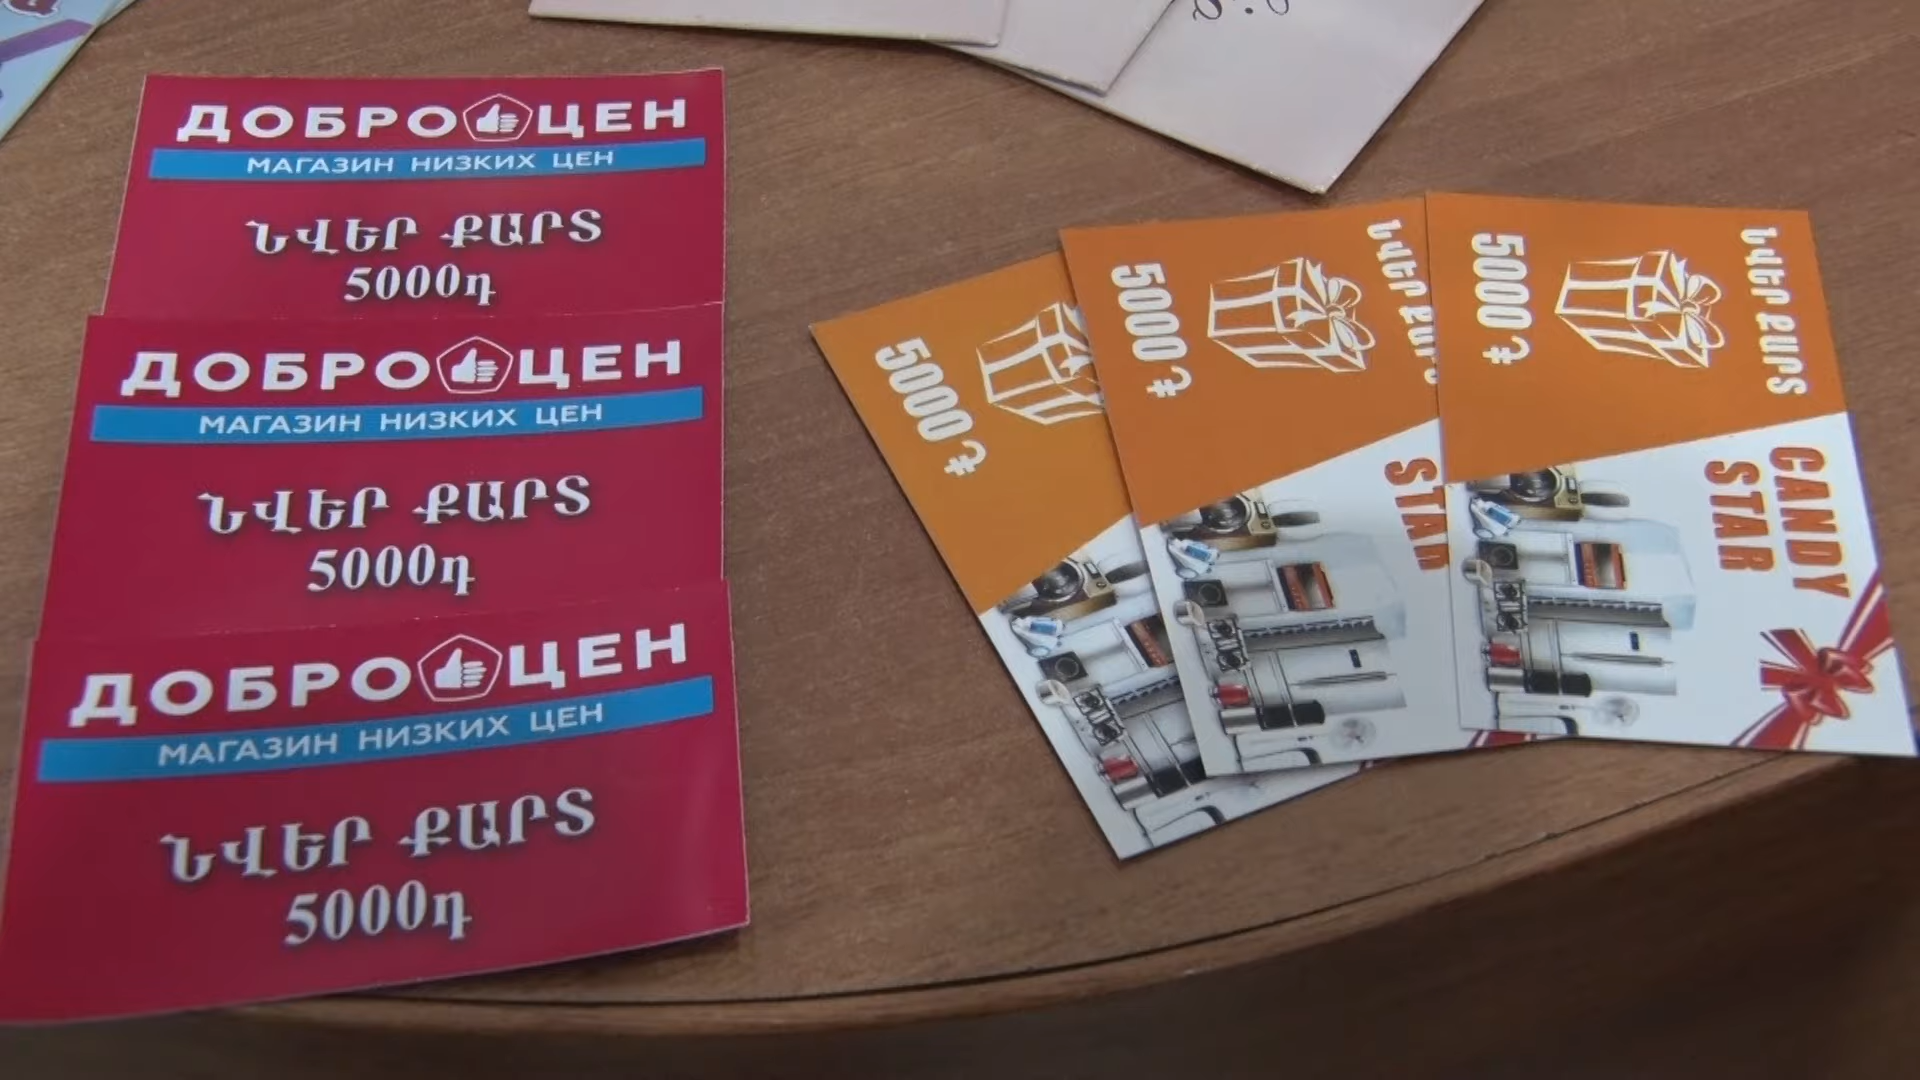 ДОБРОЦЕН
МАГАЗИН НИЗКИХ ЦЕН
ՆՎԵՐ ՔԱՐՏ
5000դ
ДОБРОЦЕН
МАГАЗИН НИЗКИХ ЦЕН
ՆՎԵՐ ՔԱՐՏ
5000դ
ДОБРОЦЕН
МАГАЗИН НИЗКИХ ЦЕН
ՆՎԵՐ ՔԱՐՏ
5000դ
5000 ₺
ՆՎԵՐ ՔԱՐՏ
5000 ₺
STAR
ՆՎԵՐ ՔԱՐՏ
5000 ₺
CANDY
STAR